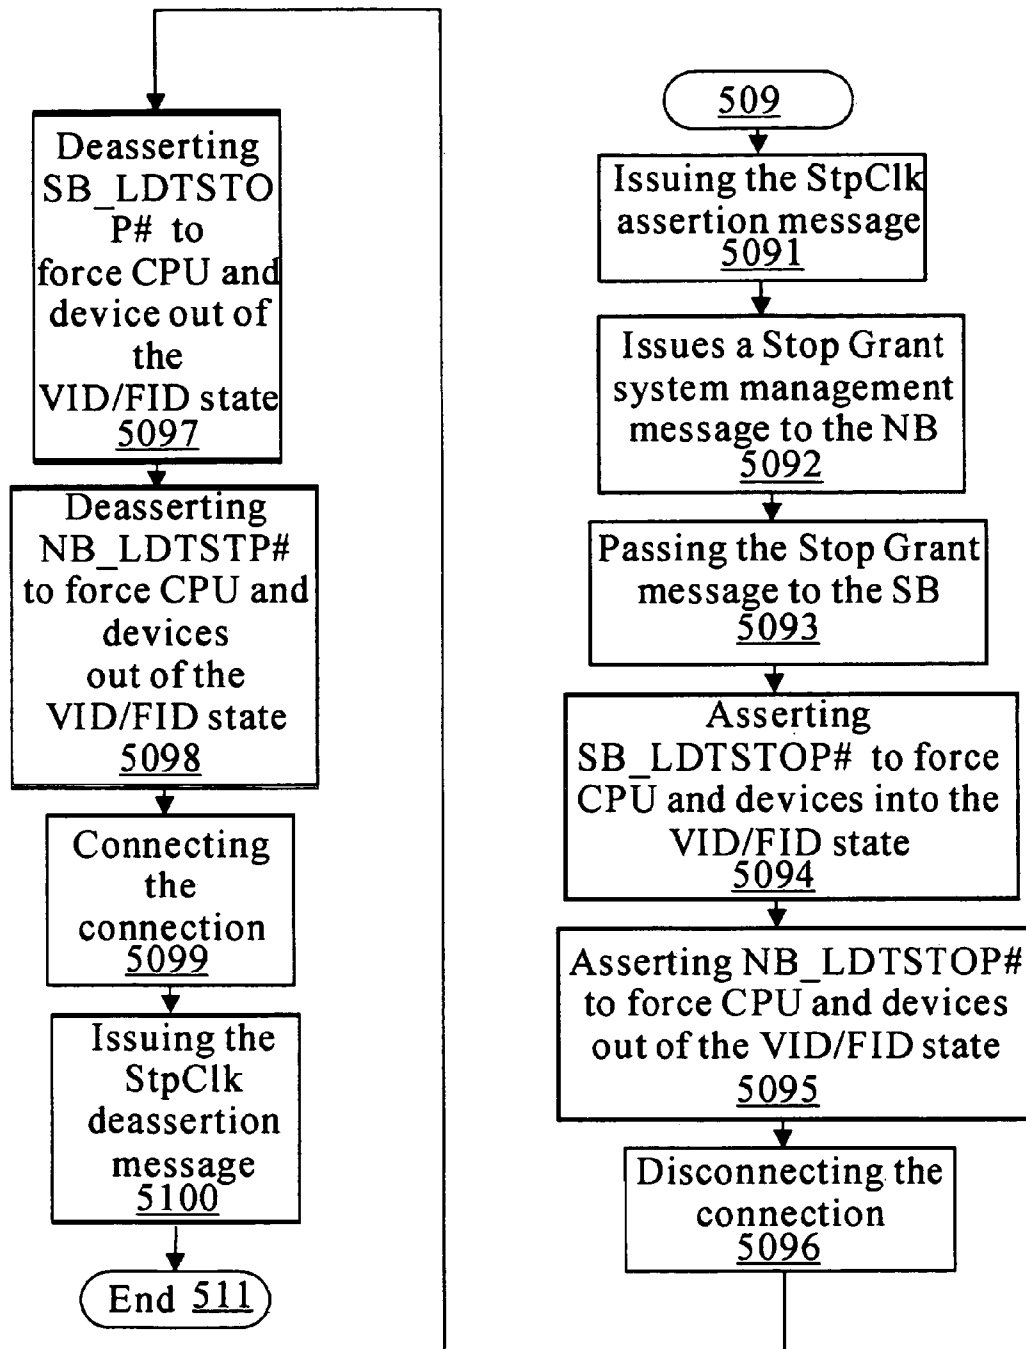 509
Issuing the StpClk
assertion message
5091
Issues a Stop Grant
system management
message to the NB
5092
Passing the Stop Grant
message to the SB
5093
Asserting
SB_LDTSTOP# to force
CPU and devices into the
VID/FID state
5094
Asserting NB_LDTSTOP#
to force CPU and devices
out of the VID/FID state
5095
Disconnecting the
connection
5096
Deasserting
SB_LDTSTO
P# to
force CPU and
device out of
the
VID/FID state
5097
Deasserting
NB_LDTSTP#
to force CPU and
devices
out of the
VID/FID state
5098
Connecting
the
connection
5099
Issuing the
StpClk
deassertion
message
5100
End 511